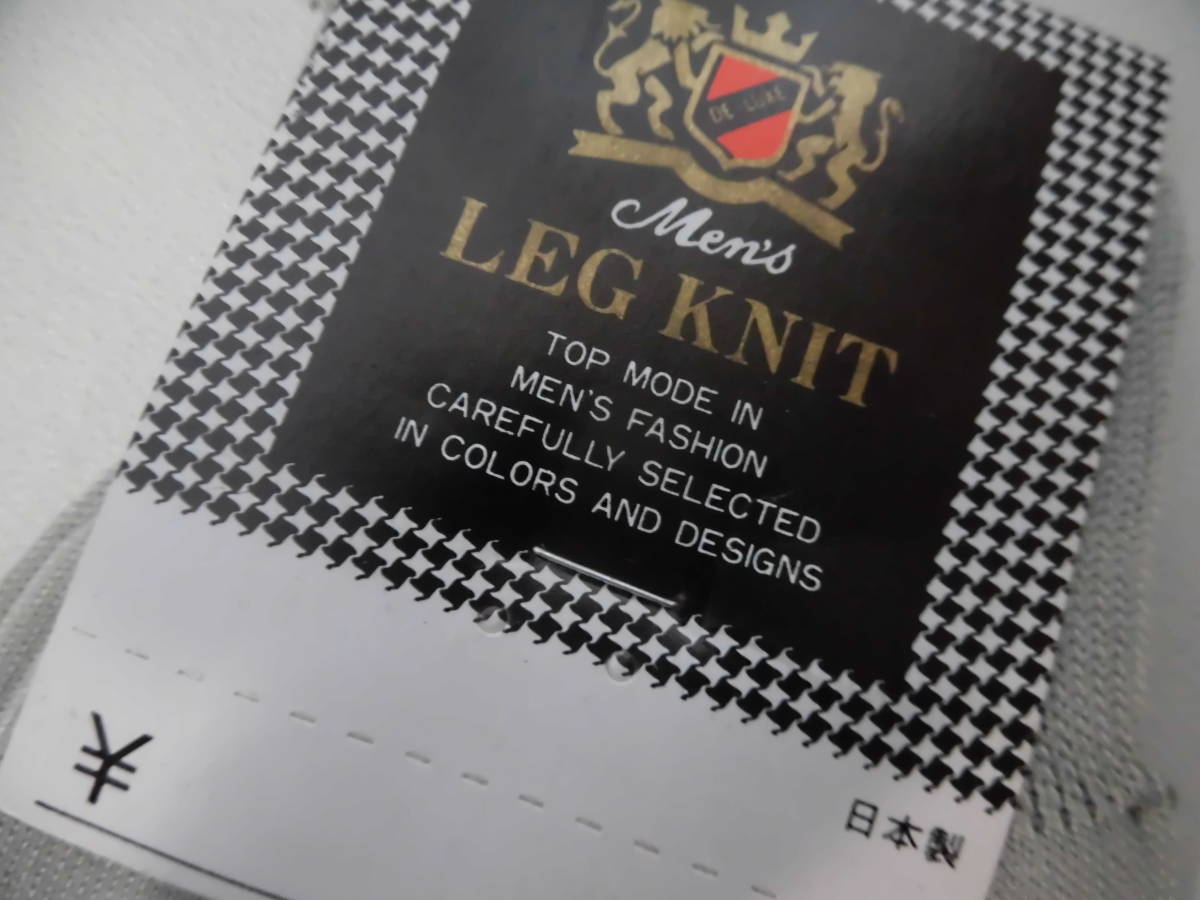 DE LUXE
Men's
LEG KNIT
TOP MODE IN
MEN'S FASHION
CAREFULLY SELECTED
IN COLORS AND DESIGNS
¥
日本製